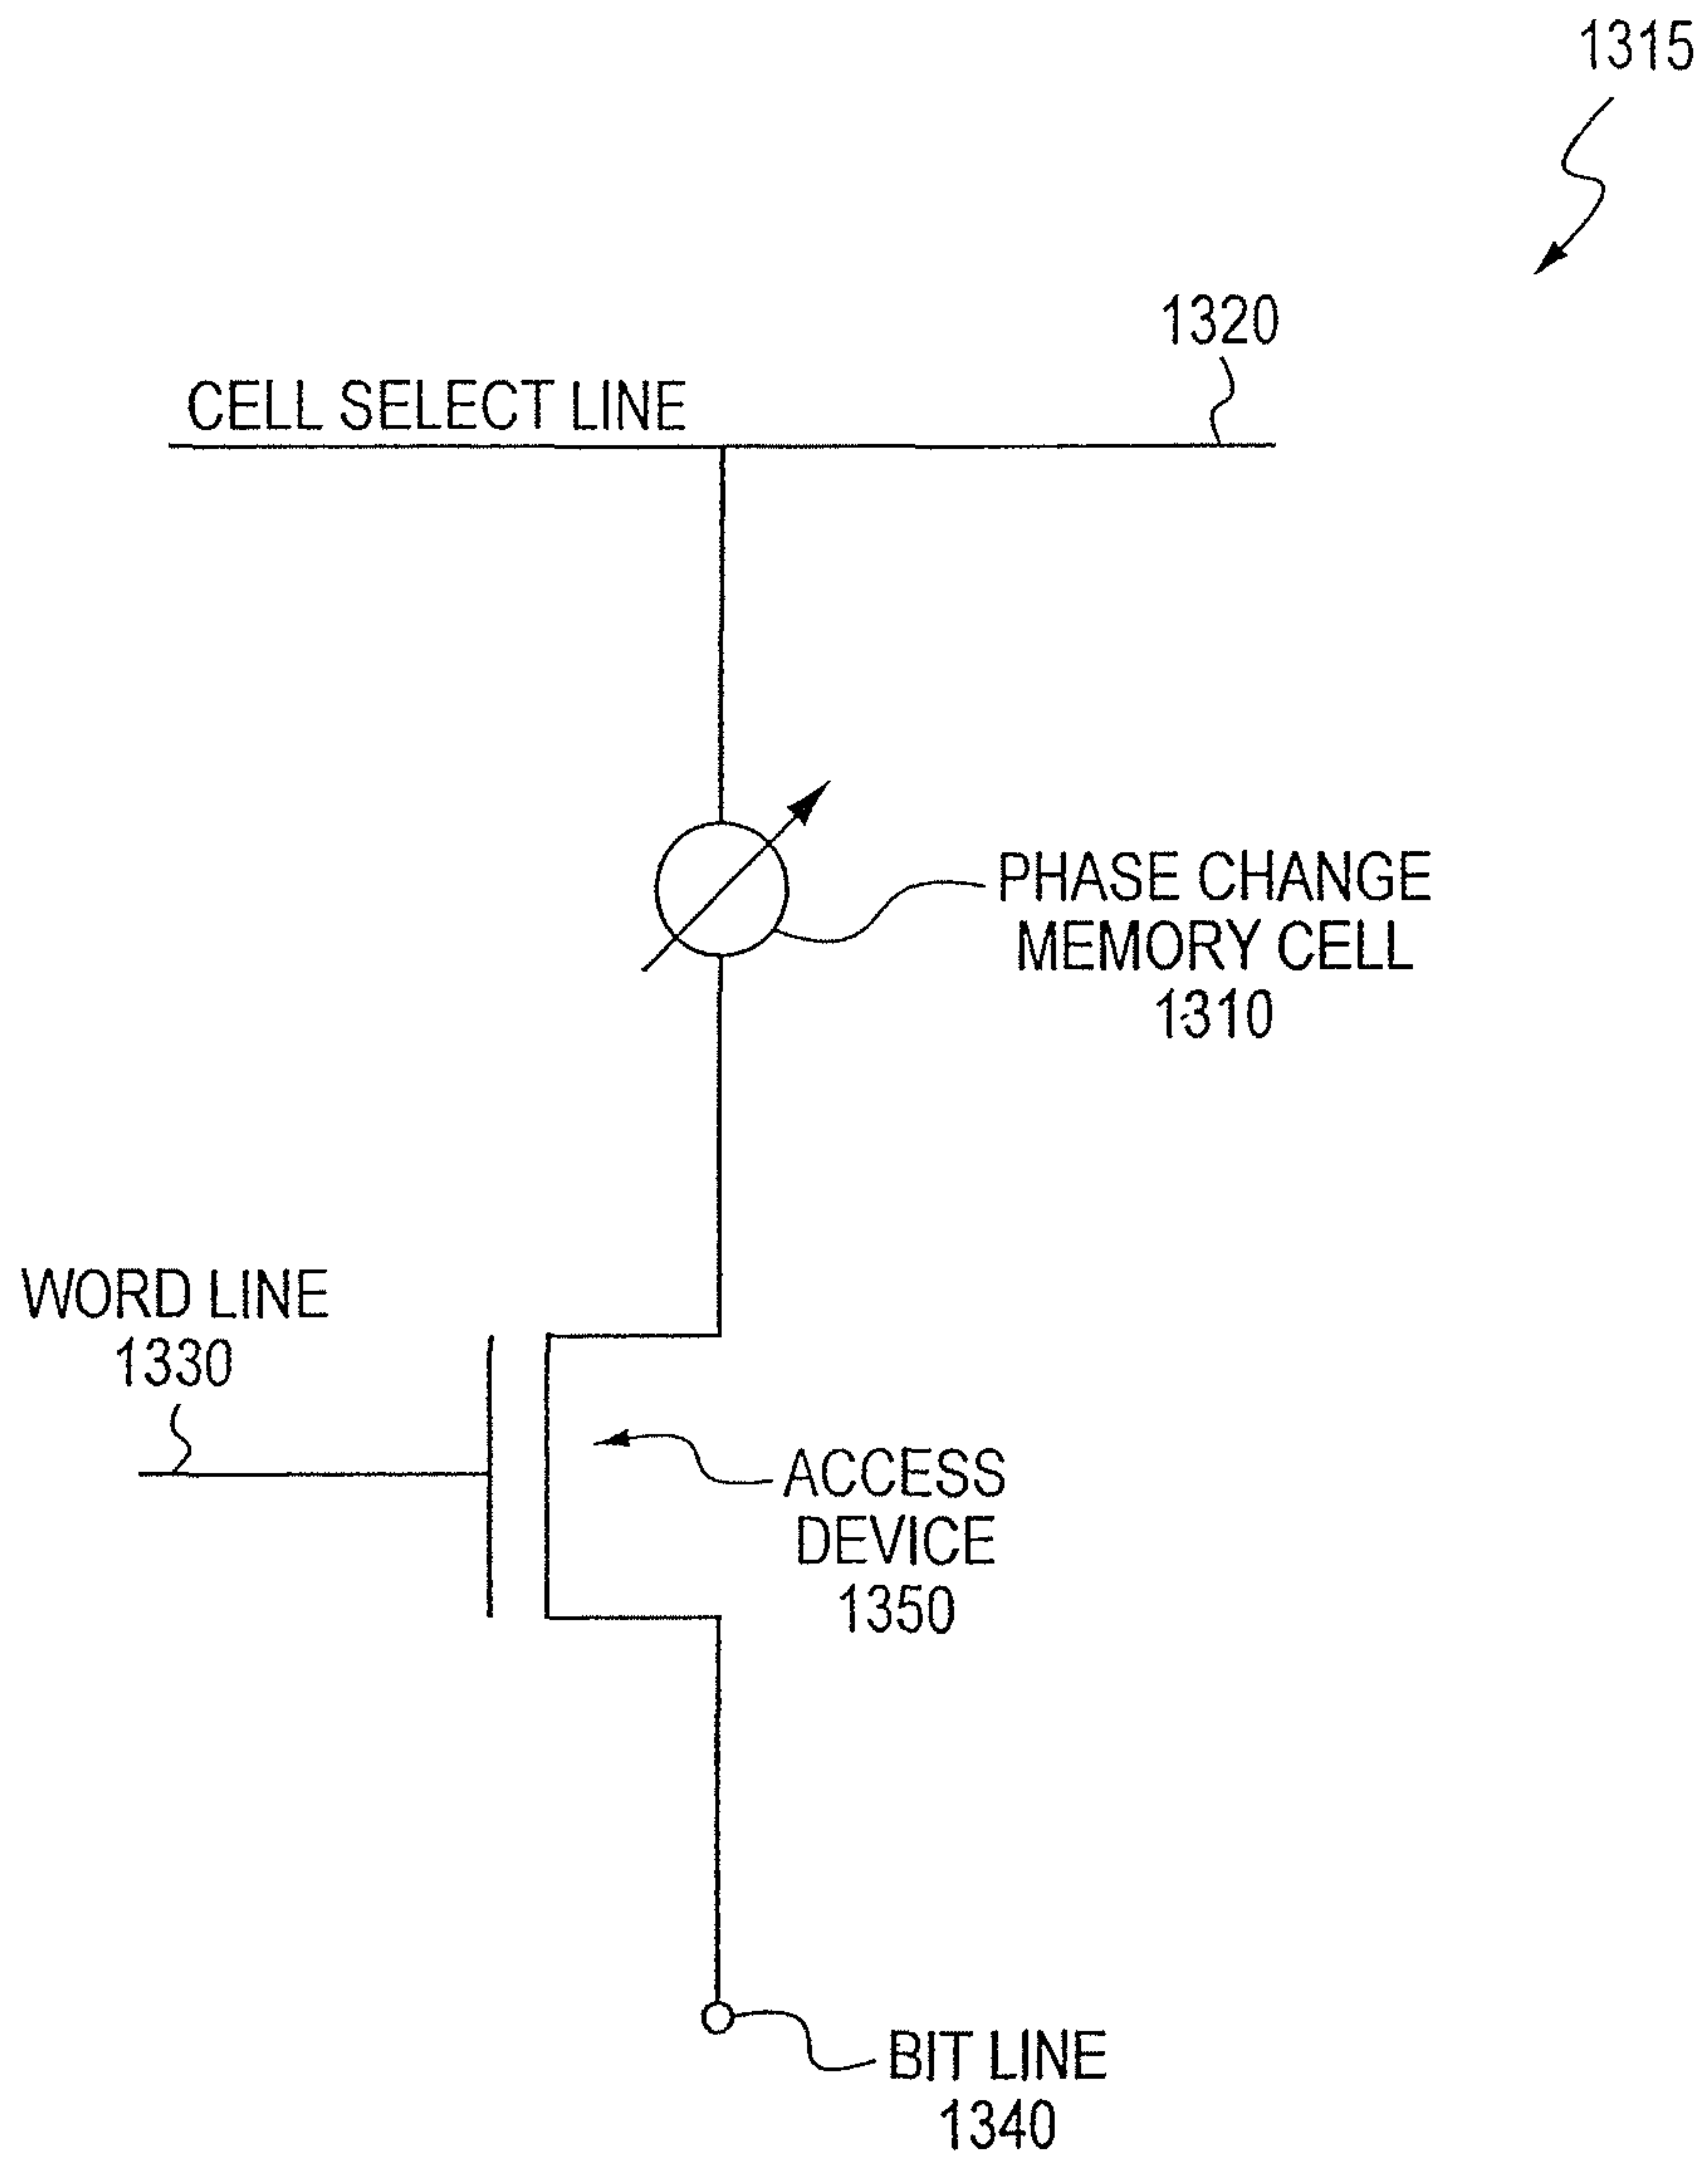 1315
1320
CELL SELECT LINE
PHASE CHANGE
MEMORY CELL
1310
WORD LINE
1330
ACCESS
DEVICE
1350
BIT LINE
1340